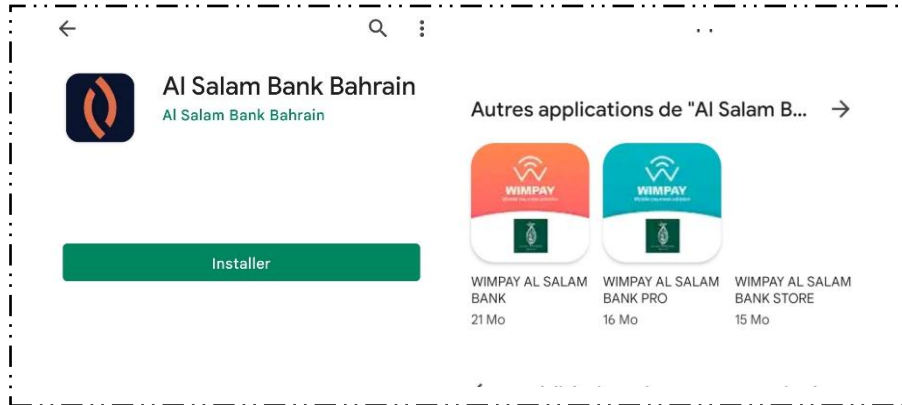 Al Salam Bank Bahrain
Al Salam Bank Bahrain
Installer
Autres applications de "Al Salam B...
WIMPAY
WIMPAY
WIMPAY AL SALAM
BANK
21 Mo
WIMPAY AL SALAM
BANK PRO
16 Mo
WIMPAY AL SALAM
BANK STORE
15 Mo